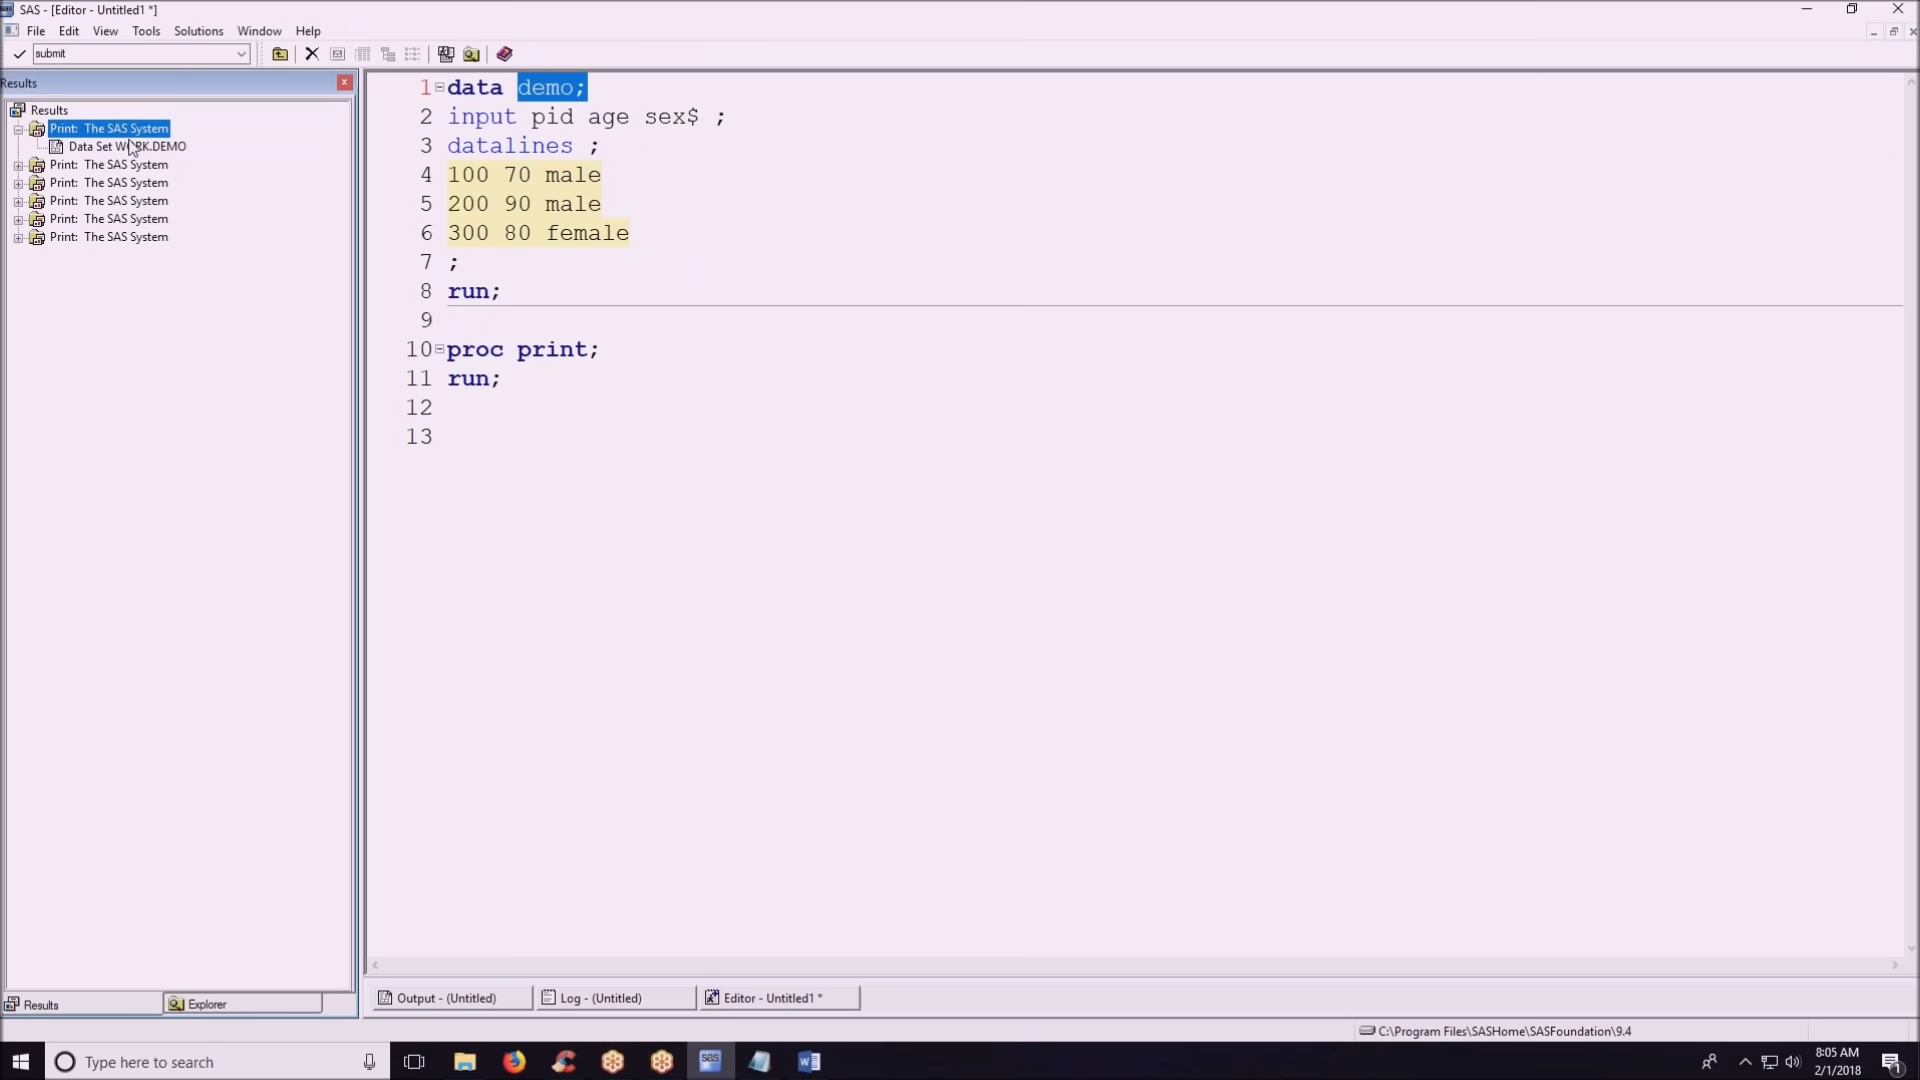 SAS - [Editor - Untitled1 *]
File Edit View Tools Solutions Window Help
submit
Results
Results
Print: The SAS System
Data Set WORK.DEMO
Print: The SAS System
Print: The SAS System
Print: The SAS System
Print: The SAS System
Print: The SAS System
1 data demo;
2 input pid age sex$ ;
3 datalines ;
4 100 70 male
5 200 90 male
6 300 80 female
7 ;
8 run;
9
10 proc print;
11 run;
12
13
Results Explorer
Output - (Untitled) Log - (Untitled) Editor - Untitled1 *
C:\Program Files\SASHome\SASFoundation\9.4
Type here to search
sas
8:05 AM
2/1/2018
1